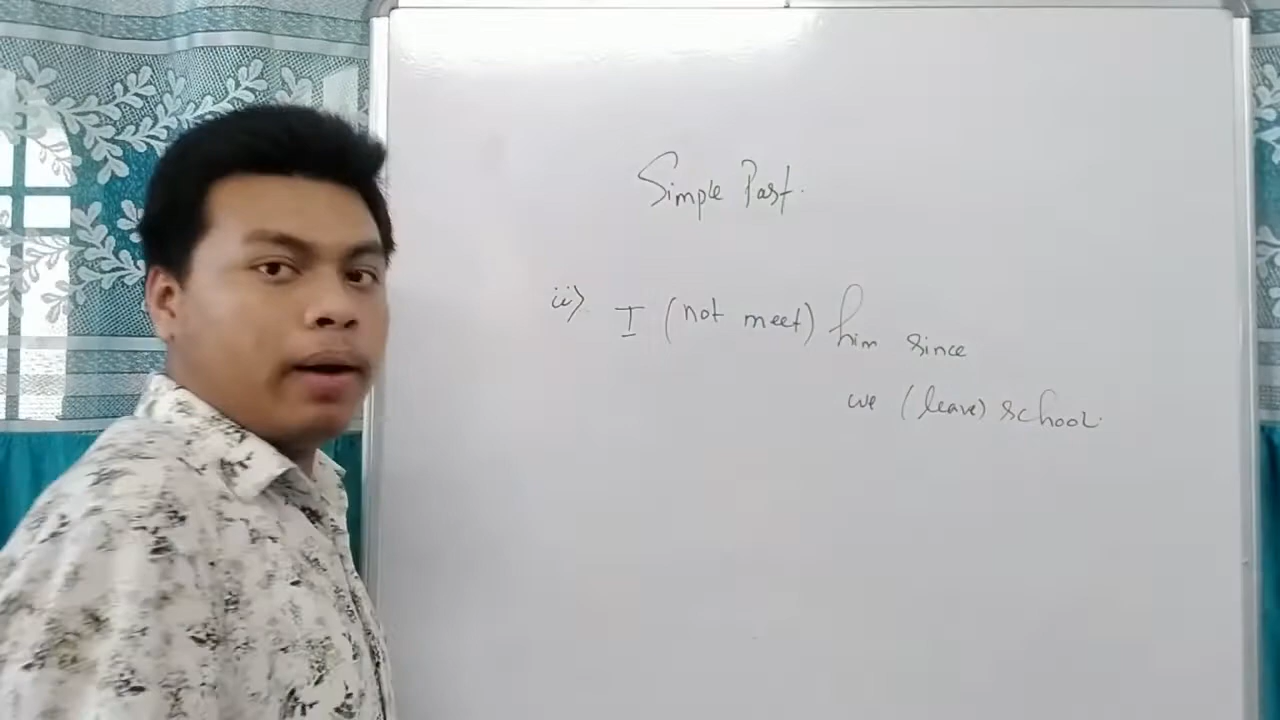 Simple Past.
ii) I (not meet) him since
we (leave) school.